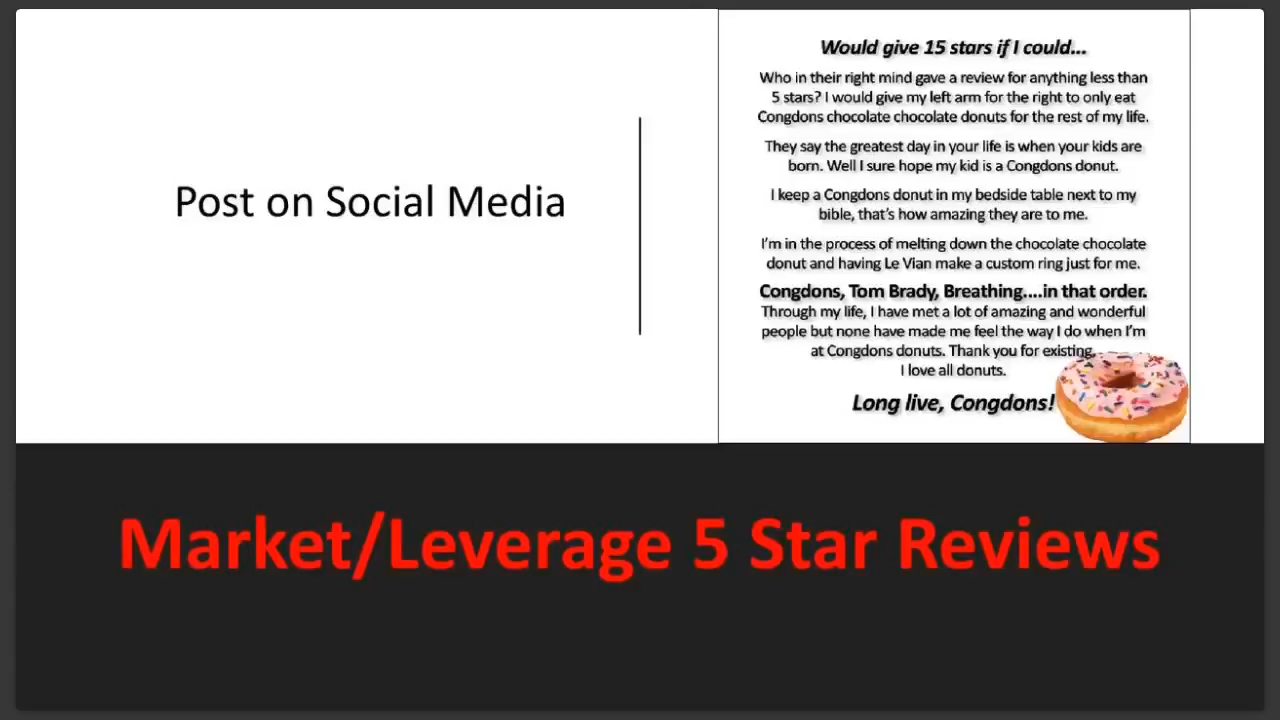 Post on Social Media
Would give 15 stars if I could...
Who in their right mind gave a review for anything less than
5 stars? I would give my left arm for the right to only eat
Congdons chocolate chocolate donuts for the rest of my life.
They say the greatest day in your life is when your kids are
born. Well I sure hope my kid is a Congdons donut.
I keep a Congdons donut in my bedside table next to my
bible, that's how amazing they are to me.
I'm in the process of melting down the chocolate chocolate
donut and having Le Vian make a custom ring just for me.
Congdons, Tom Brady, Breathing....in that order.
Through my life, I have met a lot of amazing and wonderful
people but none have made me feel the way I do when I'm
at Congdons donuts. Thank you for existing.
I love all donuts.
Long live, Congdons!
Market/Leverage 5 Star Reviews